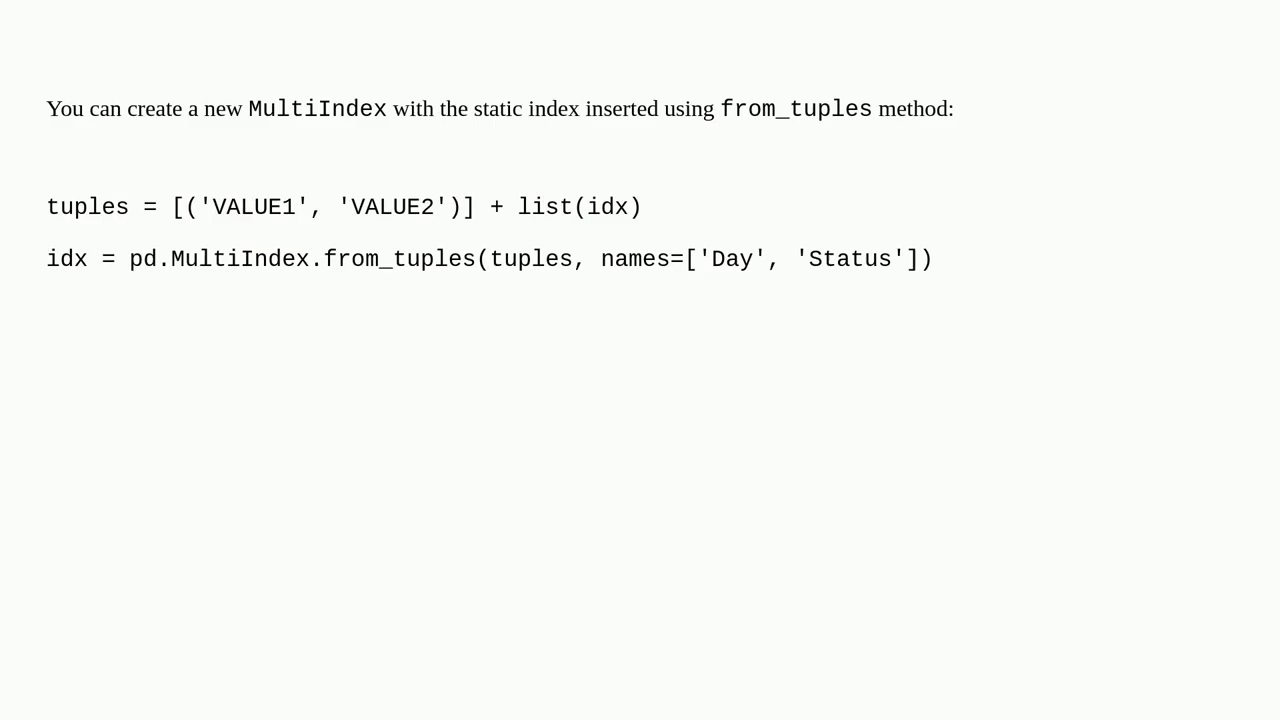 You can create a new MultiIndex with the static index inserted using from_tuples method:
tuples = [('VALUE1', 'VALUE2')] + list(idx)
idx = pd.MultiIndex.from_tuples(tuples, names=['Day', 'Status'])